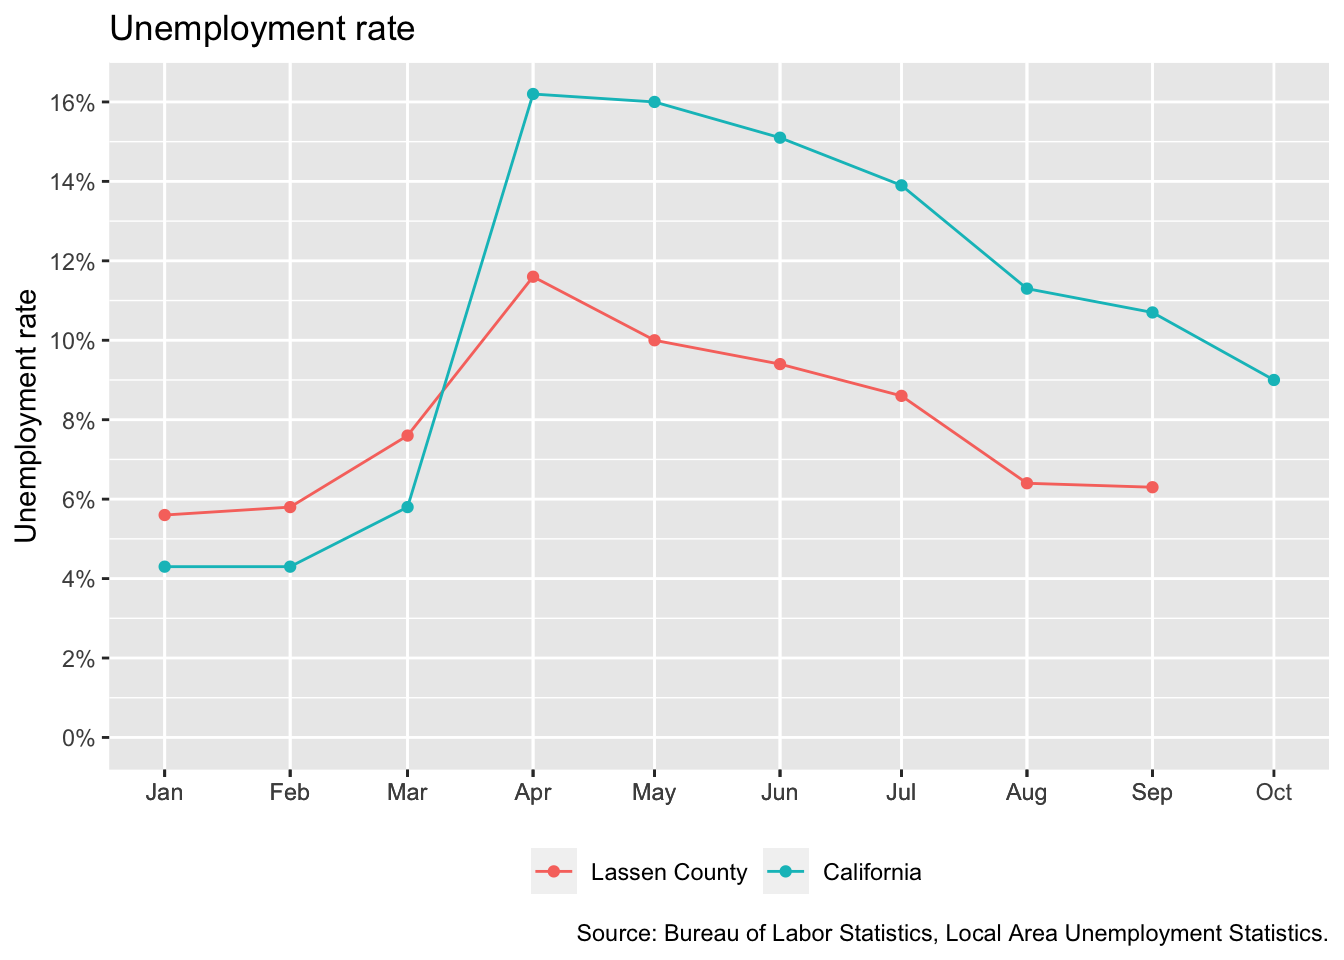 Unemployment rate
Unemployment rate
16%
14%
12%
10%
8%
6%
4%
2%
0%
Jan Feb Mar Apr May Jun Jul Aug Sep Oct
Lassen County California
Source: Bureau of Labor Statistics, Local Area Unemployment Statistics.